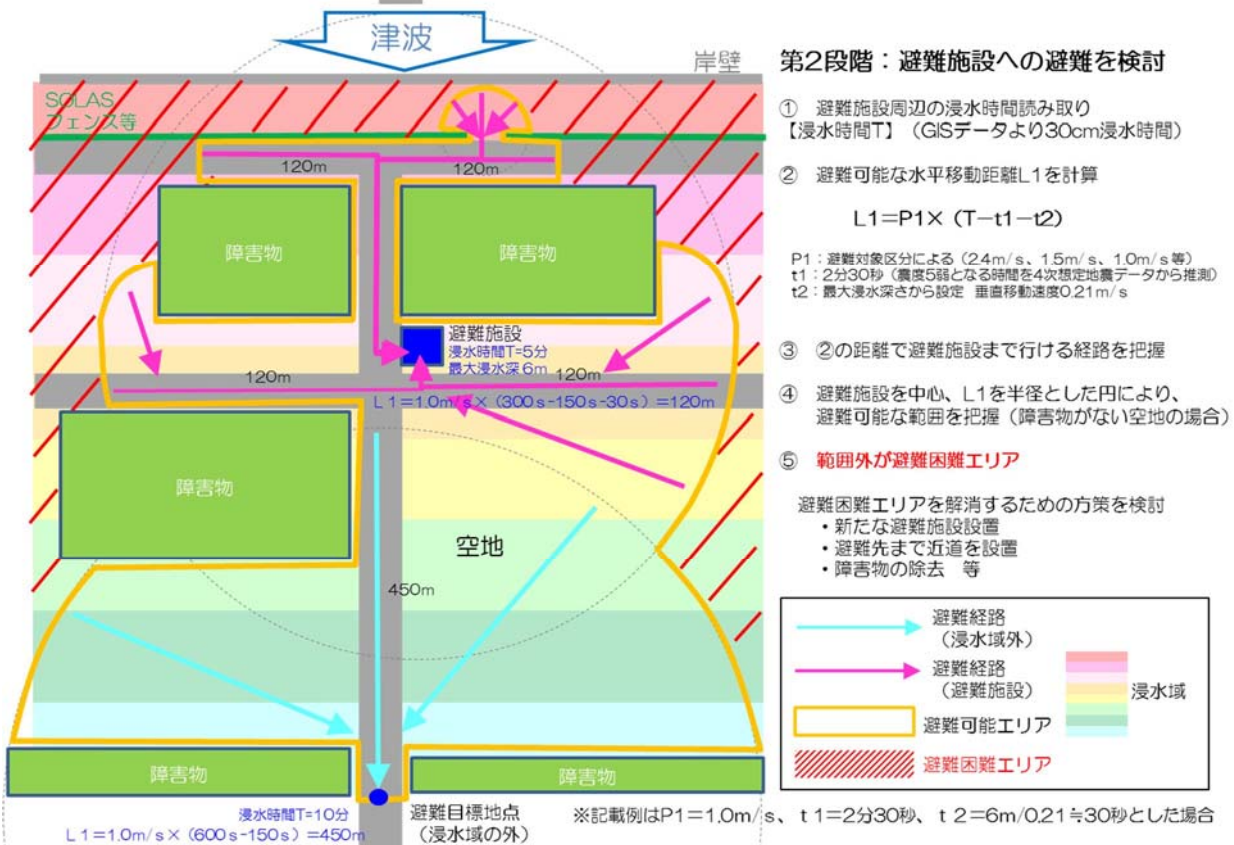 津波
岸壁
SOLAS
フェンス等
120m
120m
障害物
障害物
避難施設
浸水時間T=5分
最大浸水深6m
120m
120m
L1=1.0m/s×(300s-150s-30s)=120m
障害物
空地
450m
障害物
障害物
浸水時間T=10分
L1=1.0m/s×(600s-150s)=450m
避難目標地点
(浸水域の外)
第2段階:避難施設への避難を検討
① 避難施設周辺の浸水時間読み取り
【浸水時間T】(GISデータより30cm浸水時間)
② 避難可能な水平移動距離L1を計算
L1=P1×(T-t1-t2)
P1:避難対象区分による(2.4m/s、1.5m/s、1.0m/s等)
t1:2分30秒(震度5弱となる時間を4次想定地震データから推測)
t2:最大浸水深さから設定 垂直移動速度0.21m/s
③ ②の距離で避難施設まで行ける経路を把握
④ 避難施設を中心、L1を半径とした円により、
避難可能な範囲を把握(障害物がない空地の場合)
⑤ 範囲外が避難困難エリア
避難困難エリアを解消するための方策を検討
・新たな避難施設設置
・避難先まで近道を設置
・障害物の除去 等
避難経路
(浸水域外)
避難経路
(避難施設)
浸水域
避難可能エリア
避難困難エリア
※記載例はP1=1.0m/s、t1=2分30秒、t2=6m/0.21≒30秒とした場合